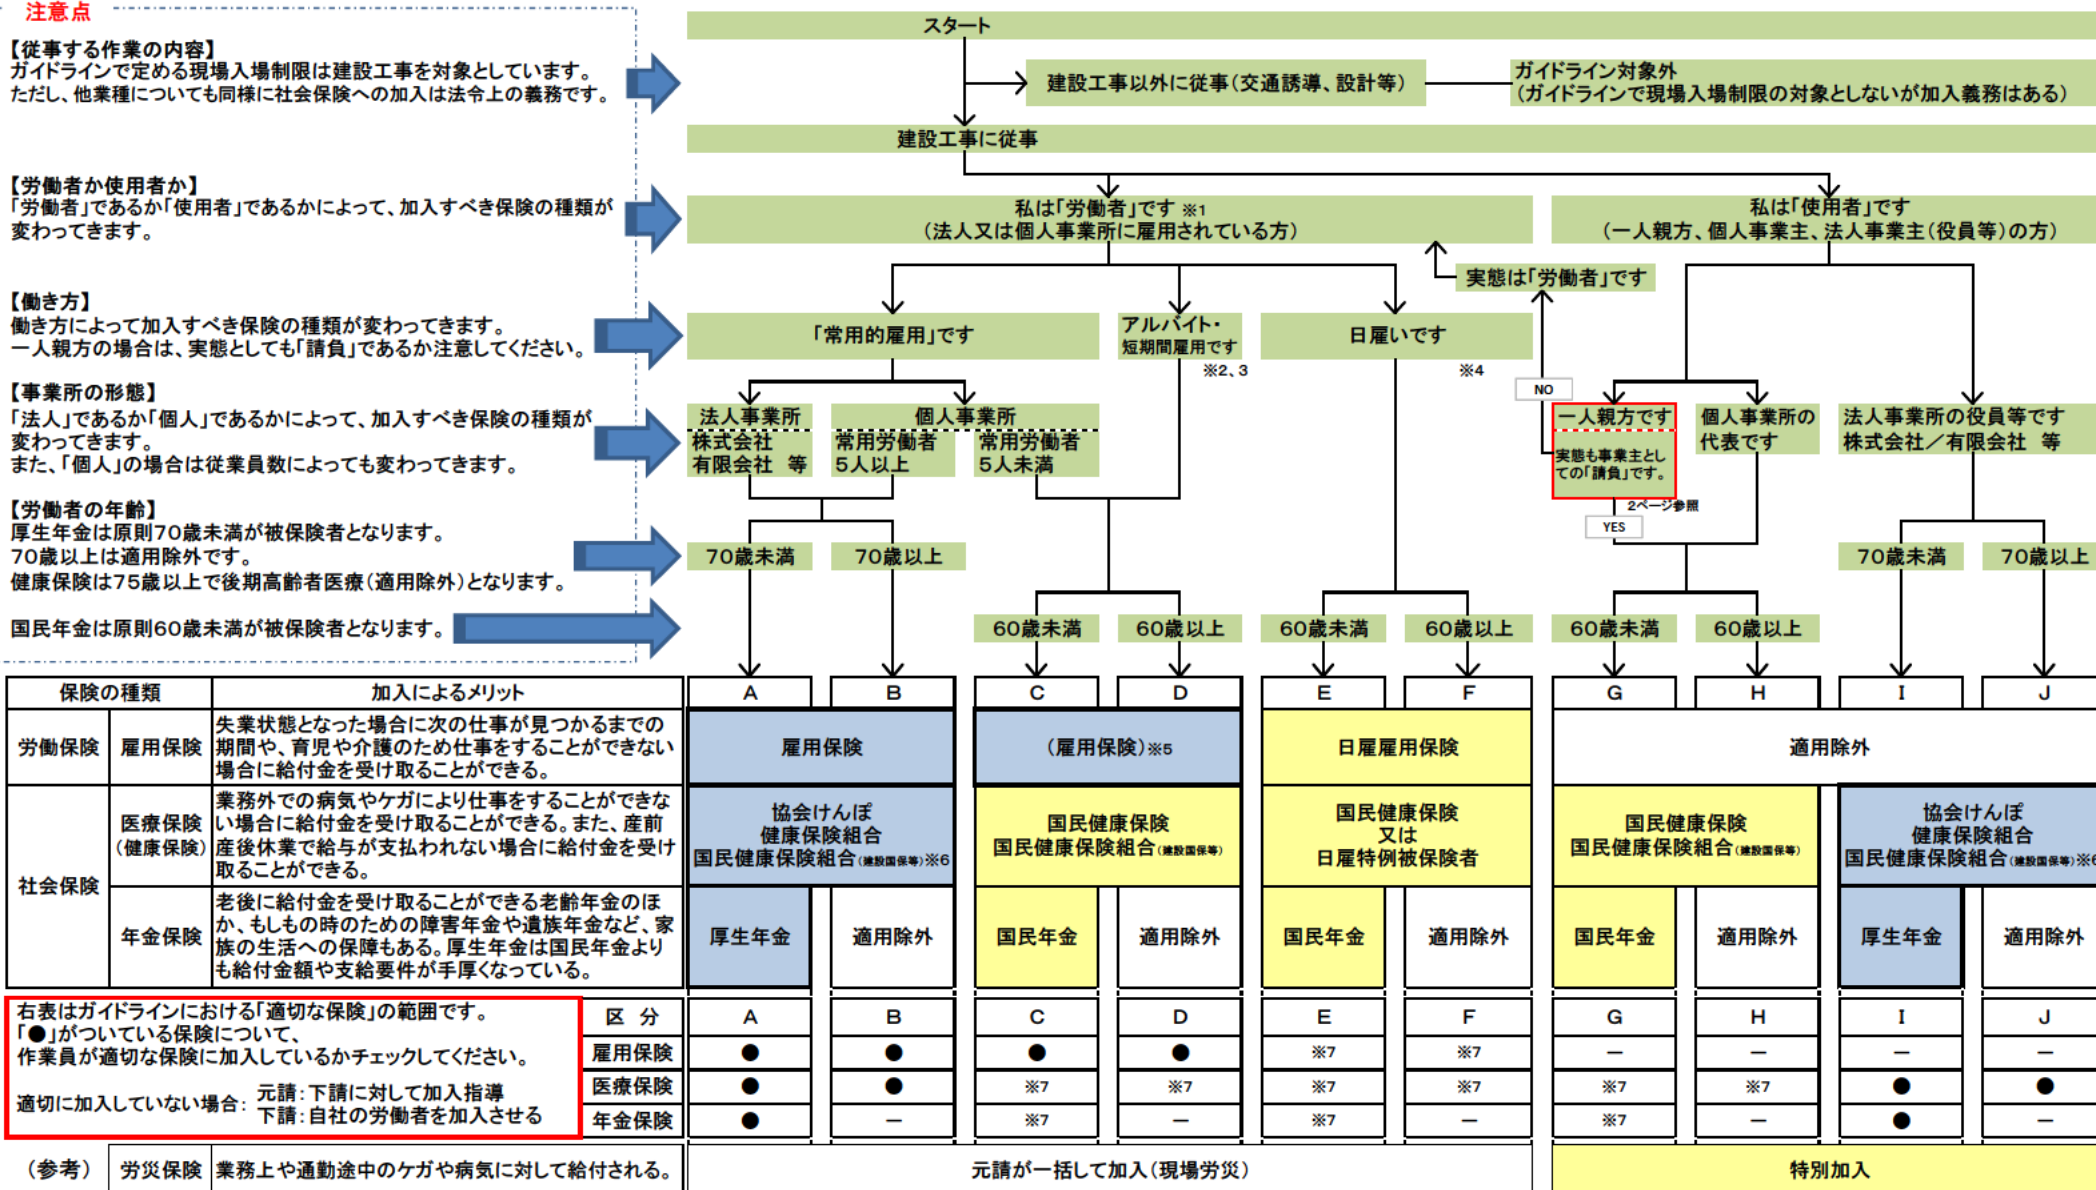 注意点
【従事する作業の内容】
ガイドラインで定める現場入場制限は建設工事を対象としています。
ただし、他業種についても同様に社会保険への加入は法令上の義務です。
【労働者か使用者か】
「労働者」であるか「使用者」であるかによって、加入すべき保険の種類が
変わってきます。
【働き方】
働き方によって加入すべき保険の種類が変わってきます。
一人親方の場合は、実態としても「請負」であるか注意してください。
【事業所の形態】
「法人」であるか「個人」であるかによって、加入すべき保険の種類が
変わってきます。
また、「個人」の場合は従業員数によっても変わってきます。
【労働者の年齢】
厚生年金は原則70歳未満が被保険者となります。
70歳以上は適用除外です。
健康保険は75歳以上で後期高齢者医療(適用除外)となります。
国民年金は原則60歳未満が被保険者となります。
スタート
建設工事以外に従事(交通誘導、設計等)
ガイドライン対象外
(ガイドラインで現場入場制限の対象としないが加入義務はある)
建設工事に従事
私は「労働者」です ※1
(法人又は個人事業所に雇用されている方)
私は「使用者」です
(一人親方、個人事業主、法人事業主(役員等)の方)
実態は「労働者」です
「常用的雇用」です
アルバイト・
短期間雇用です
※2、3
日雇いです
※4
NO
法人事業所
株式会社
有限会社 等
個人事業所
常用労働者
5人以上
常用労働者
5人未満
一人親方です
実態も事業主とし
ての「請負」です。
2ページ参照
YES
個人事業所の
代表です
法人事業所の役員等です
株式会社/有限会社 等
70歳未満 70歳以上 70歳未満 70歳以上
60歳未満 60歳以上 60歳未満 60歳以上 60歳未満 60歳以上
保険の種類 加入によるメリット A B C D E F G H I J
労働保険 雇用保険
失業状態となった場合に次の仕事が見つかるまでの
期間や、育児や介護のため仕事をすることができない
場合に給付金を受け取ることができる。
雇用保険 (雇用保険)※5 日雇雇用保険 適用除外
社会保険
医療保険
(健康保険)
業務外での病気やケガにより仕事をすることができな
い場合に給付金を受け取ることができる。また、産前
産後休業で給与が支払われない場合に給付金を受け
取ることができる。
協会けんぽ
健康保険組合
国民健康保険組合(建設国保等)※6
国民健康保険
国民健康保険組合(建設国保等)
国民健康保険
又は
日雇特例被保険者
国民健康保険
国民健康保険組合(建設国保等)
協会けんぽ
健康保険組合
国民健康保険組合(建設国保等)※6
年金保険
老後に給付金を受け取ることができる老齢年金のほ
か、もしもの時のための障害年金や遺族年金など、家
族の生活への保障もある。厚生年金は国民年金より
も給付金額や支給要件が手厚くなっている。
厚生年金 適用除外 国民年金 適用除外 国民年金 適用除外 国民年金 適用除外 厚生年金 適用除外
右表はガイドラインにおける「適切な保険」の範囲です。
「●」がついている保険について、
作業員が適切な保険に加入しているかチェックしてください。
適切に加入していない場合: 元請:下請に対して加入指導
下請:自社の労働者を加入させる
区 分 A B C D E F G H I J
雇用保険 ● ● ● ● ※7 ※7 － － － －
医療保険 ● ● ※7 ※7 ※7 ※7 ※7 ※7 ● ●
年金保険 ● － ※7 － ※7 － ※7 － ● －
(参考) 労災保険 業務上や通勤途中のケガや病気に対して給付される。 元請が一括して加入(現場労災) 特別加入